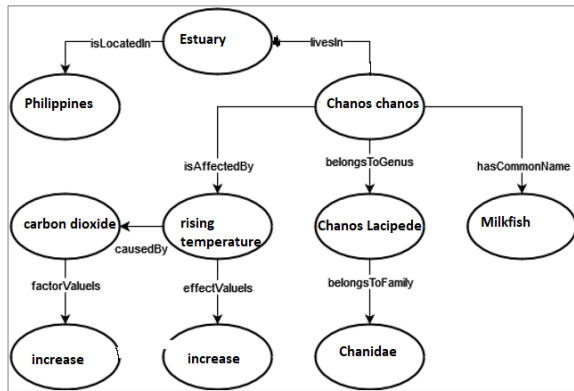 Estuary
isLocatedIn
livesIn
Philippines
Chanos chanos
isAffectedBy
belongsToGenus
hasCommonName
carbon dioxide
rising
temperature
Chanos Lacipede
Milkfish
causedBy
factorValueIs
effectValueIs
belongsToFamily
increase
increase
Chanidae